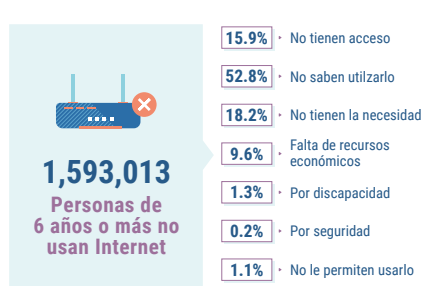 1,593,013
Personas de
6 años o más no
usan Internet
15.9% No tienen acceso
52.8% No saben utilzarlo
18.2% No tienen la necesidad
9.6% Falta de recursos
económicos
1.3% Por discapacidad
0.2% Por seguridad
1.1% No le permiten usarlo